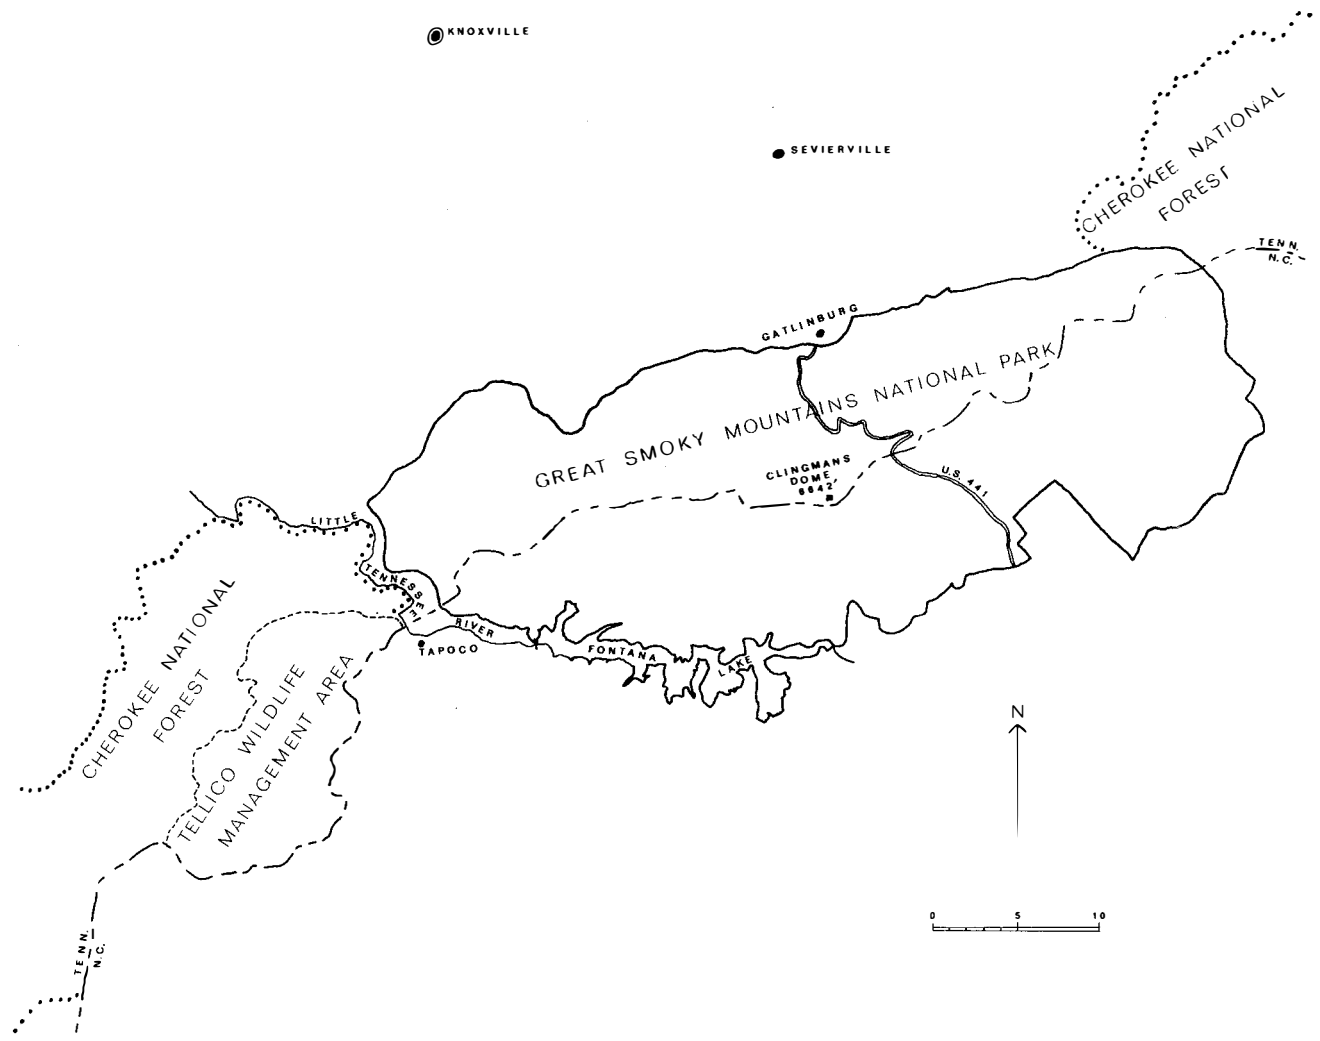 KNOXVILLE
SEVIERVILLE
CHEROKEE NATIONAL
FOREST
TENN.
N.C.
GATLINBURG
GREAT SMOKY MOUNTAINS NATIONAL PARK
CLINGMANS
DOME
6642'
U.S. 441
LITTLE
TENNESSEE
RIVER
TAPOCO
FONTANA
LAKE
CHEROKEE NATIONAL
FOREST
TELLICO WILDLIFE
MANAGEMENT AREA
N
0 5 10
TENN.
N.C.